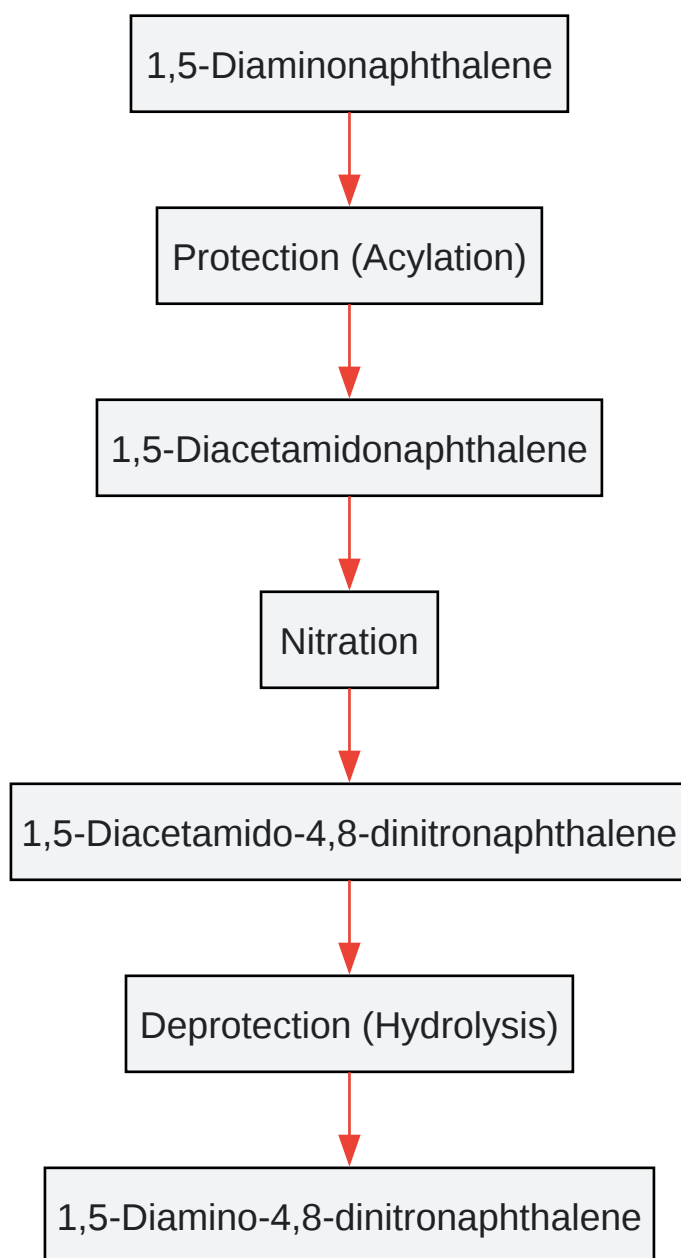 1,5-Diaminonaphthalene
Protection (Acylation)
1,5-Diacetamidonaphthalene
Nitration
1,5-Diacetamido-4,8-dinitronaphthalene
Deprotection (Hydrolysis)
1,5-Diamino-4,8-dinitronaphthalene